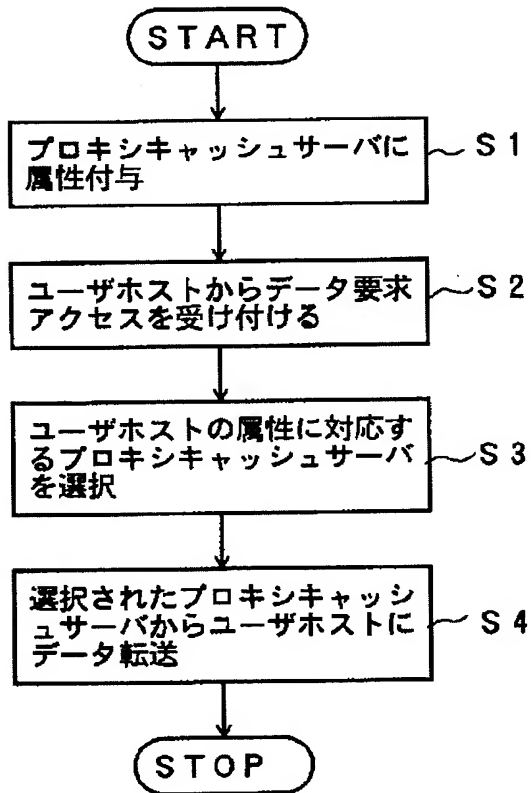 START
プロキシキャッシュサーバに
属性付与
S1
ユーザホストからデータ要求
アクセスを受け付ける
S2
ユーザホストの属性に対応す
るプロキシキャッシュサーバ
を選択
S3
選択されたプロキシキャッシ
ュサーバからユーザホストに
データ転送
S4
STOP